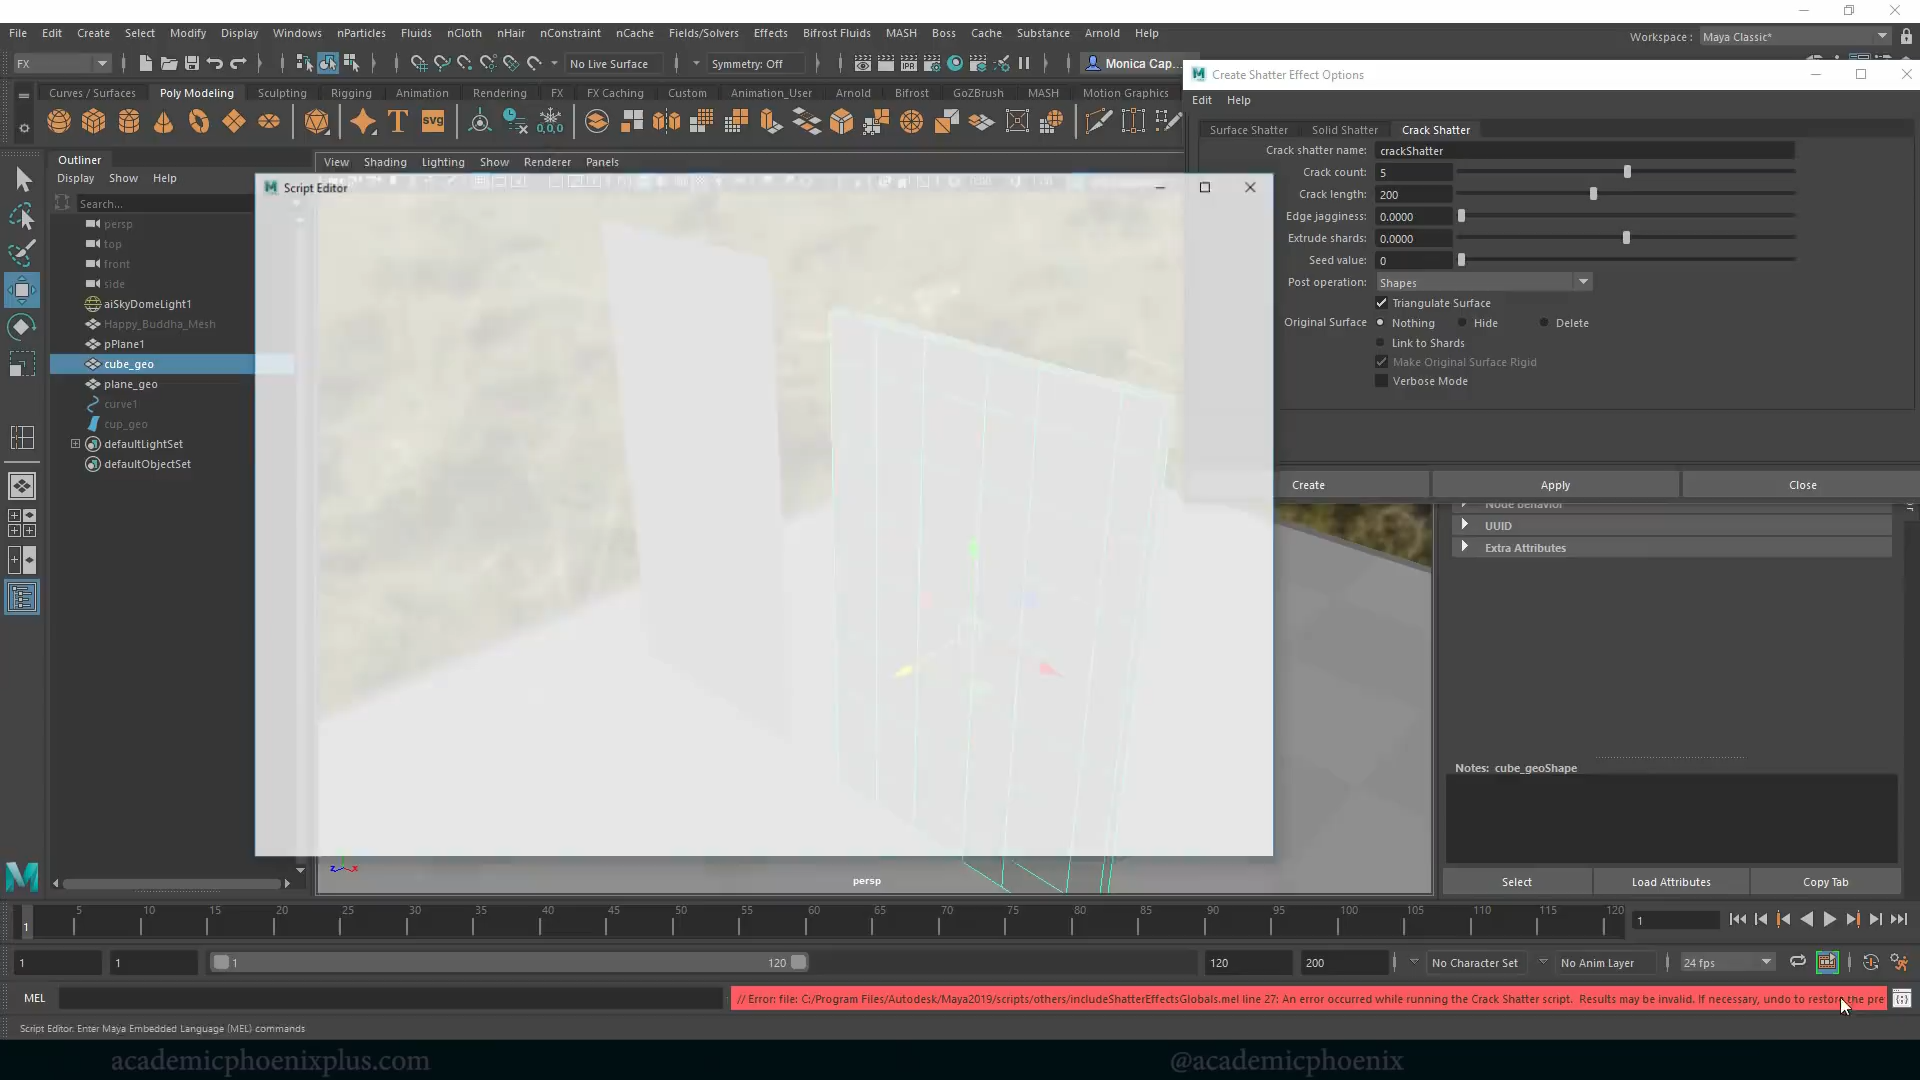 File Edit Create Select Modify Display Windows nParticles Fluids nCloth nHair nConstraint nCache Fields/Solvers Effects Bifrost Fluids MASH Boss Cache Substance Arnold Help
Workspace : Maya Classic*
FX
No Live Surface
Symmetry: Off
Monica Cap...
Create Shatter Effect Options
Curves / Surfaces Poly Modeling Sculpting Rigging Animation Rendering FX FX Caching Custom Animation_User Arnold Bifrost GoZBrush MASH Motion Graphics
Edit Help
Surface Shatter Solid Shatter Crack Shatter
Crack shatter name: crackShatter
Crack count: 5
Crack length: 200
Edge jagginess: 0.0000
Extrude shards: 0.0000
Seed value: 0
Post operation: Shapes
Triangulate Surface
Original Surface Nothing Hide Delete
Link to Shards
Make Original Surface Rigid
Verbose Mode
Create Apply Close
Outliner
Display Show Help
Search...
persp
top
front
side
aiSkyDomeLight1
Happy_Buddha_Mesh
pPlane1
cube_geo
plane_geo
curve1
cup_geo
defaultLightSet
defaultObjectSet
View Shading Lighting Show Renderer Panels
Script Editor
persp
Node Behavior
UUID
Extra Attributes
Notes: cube_geoShape
Select Load Attributes Copy Tab
5 10 15 20 25 30 35 40 45 50 55 60 65 70 75 80 85 90 95 100 105 110 115 120
1
1
1 1 1 120 120 200 No Character Set No Anim Layer 24 fps
MEL
// Error: file: C:/Program Files/Autodesk/Maya2019/scripts/others/includeShatterEffectsGlobals.mel line 27: An error occurred while running the Crack Shatter script. Results may be invalid. If necessary, undo to restore the pre
Script Editor: Enter Maya Embedded Language (MEL) commands
academicphoenixplus.com
@academicphoenix